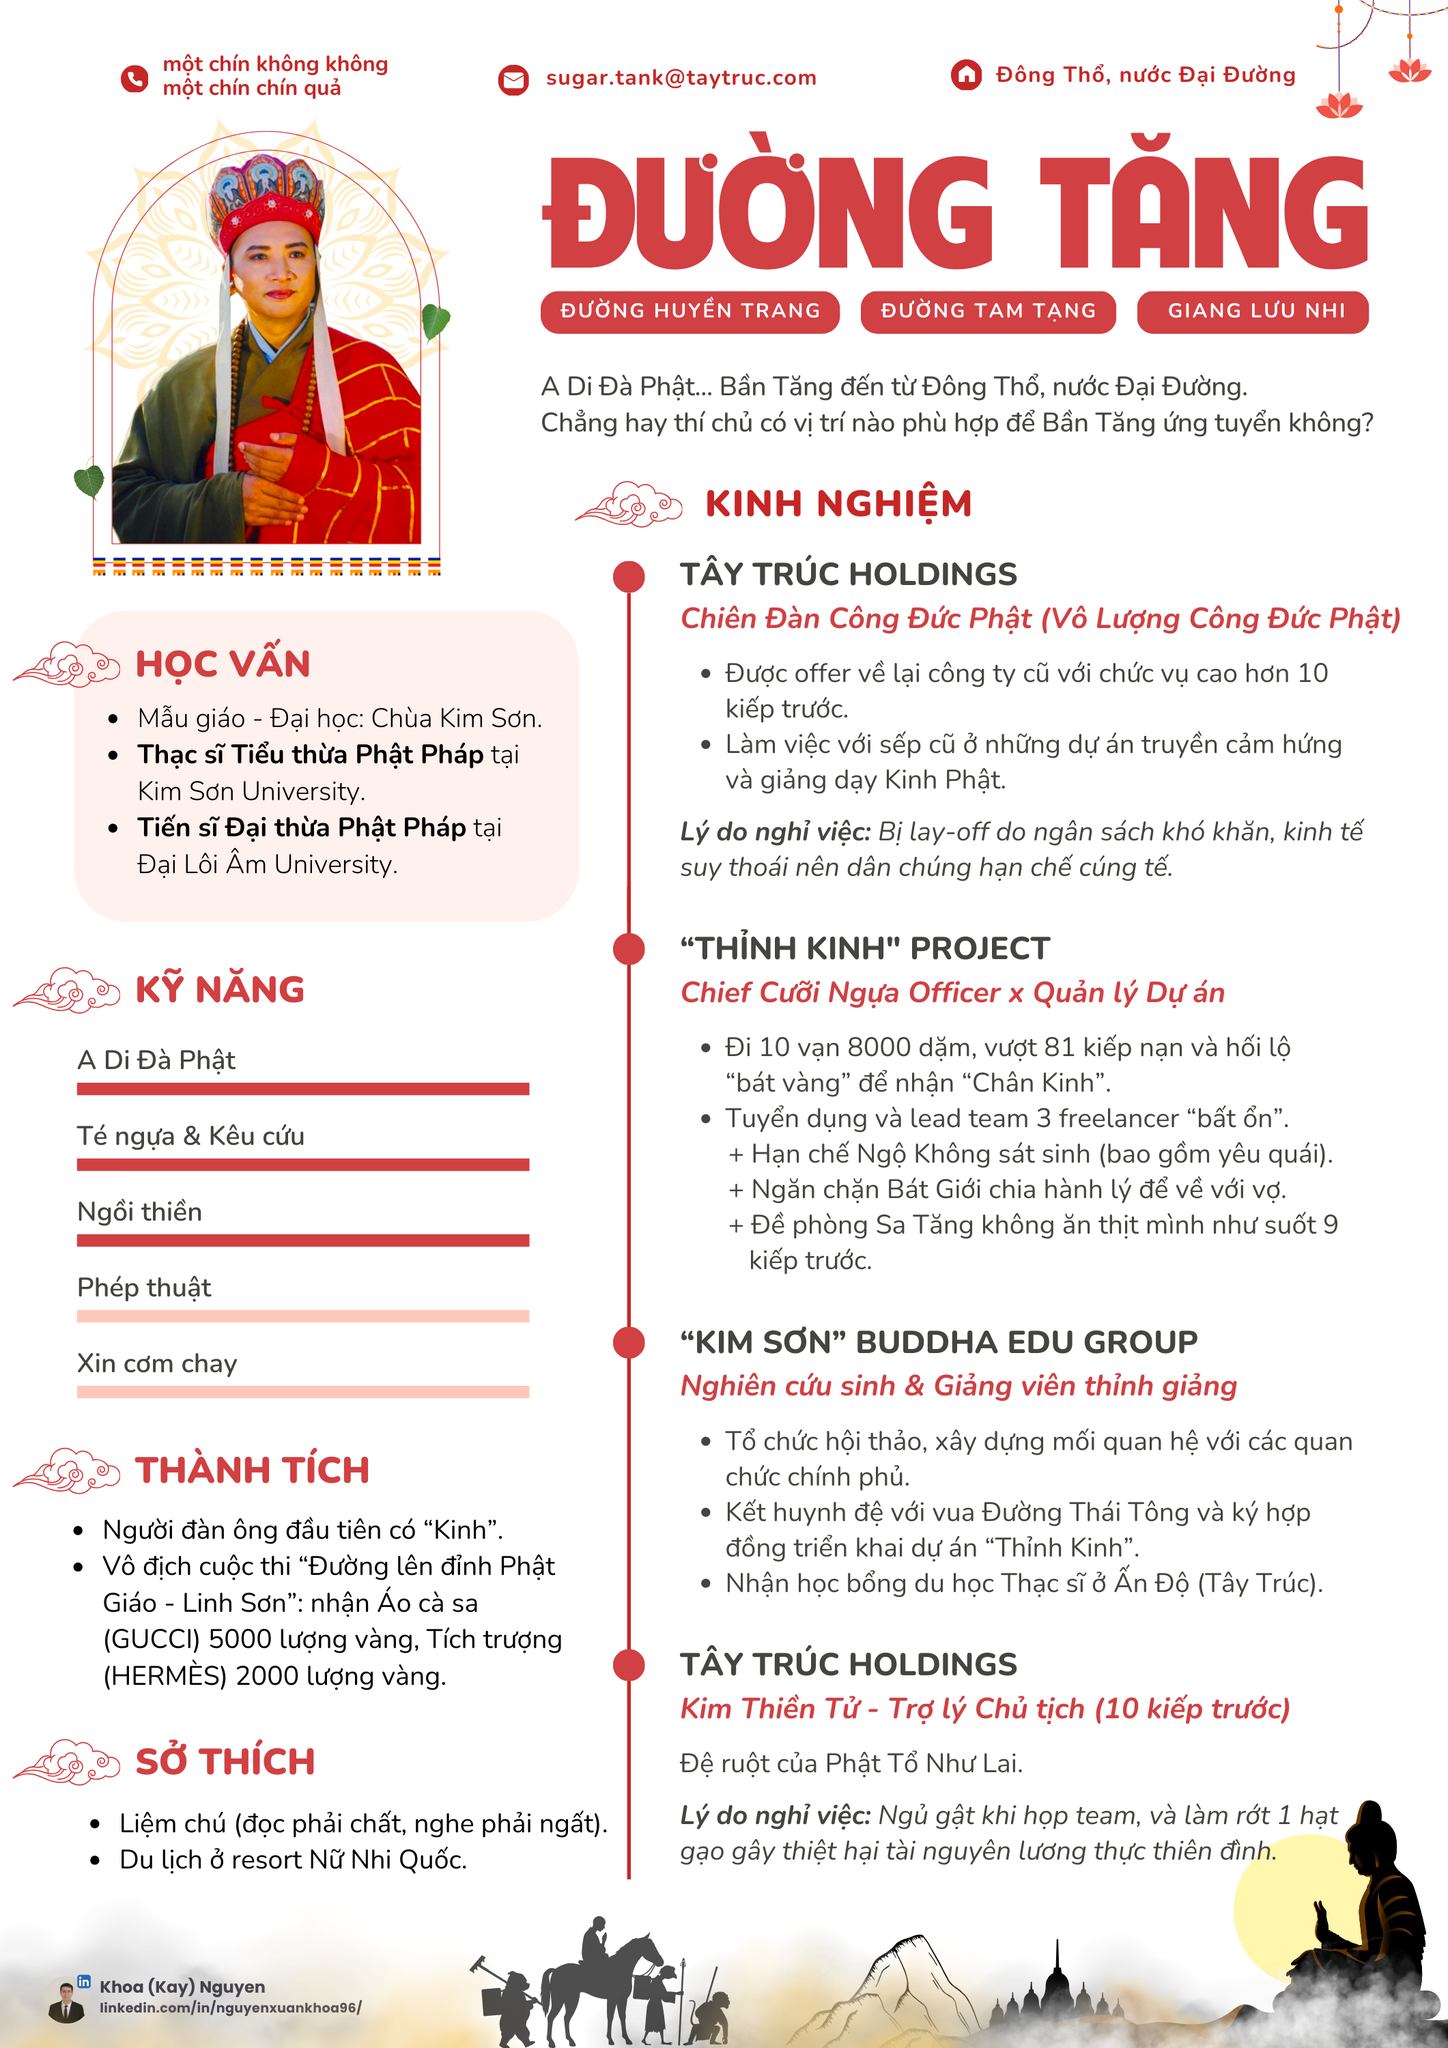 một chín không không
một chín chín quả
sugar.tank@taytruc.com
Đông Thổ, nước Đại Đường
ĐƯỜNG TĂNG
ĐƯỜNG HUYỀN TRANG
ĐƯỜNG TAM TẠNG
GIANG LƯU NHI
A Di Đà Phật... Bần Tăng đến từ Đông Thổ, nước Đại Đường.
Chẳng hay thí chủ có vị trí nào phù hợp để Bần Tăng ứng tuyển không?
HỌC VẤN
• Mẫu giáo - Đại học: Chùa Kim Sơn.
• Thạc sĩ Tiểu thừa Phật Pháp tại
Kim Sơn University.
• Tiến sĩ Đại thừa Phật Pháp tại
Đại Lôi Âm University.
KỸ NĂNG
A Di Đà Phật
Té ngựa & Kêu cứu
Ngồi thiền
Phép thuật
Xin cơm chay
THÀNH TÍCH
• Người đàn ông đầu tiên có “Kinh”.
• Vô địch cuộc thi “Đường lên đỉnh Phật
Giáo - Linh Sơn”: nhận Áo cà sa
(GUCCI) 5000 lượng vàng, Tích trượng
(HERMÈS) 2000 lượng vàng.
SỞ THÍCH
• Liệm chú (đọc phải chất, nghe phải ngất).
• Du lịch ở resort Nữ Nhi Quốc.
KINH NGHIỆM
TÂY TRÚC HOLDINGS
Chiên Đàn Công Đức Phật (Vô Lượng Công Đức Phật)
• Được offer về lại công ty cũ với chức vụ cao hơn 10
kiếp trước.
• Làm việc với sếp cũ ở những dự án truyền cảm hứng
và giảng dạy Kinh Phật.
Lý do nghỉ việc: Bị lay-off do ngân sách khó khăn, kinh tế
suy thoái nên dân chúng hạn chế cúng tế.
“THỈNH KINH" PROJECT
Chief Cưỡi Ngựa Officer x Quản lý Dự án
• Đi 10 vạn 8000 dặm, vượt 81 kiếp nạn và hối lộ
“bát vàng” để nhận “Chân Kinh”.
• Tuyển dụng và lead team 3 freelancer “bất ổn”.
+ Hạn chế Ngộ Không sát sinh (bao gồm yêu quái).
+ Ngăn chặn Bát Giới chia hành lý để về với vợ.
+ Đề phòng Sa Tăng không ăn thịt mình như suốt 9
kiếp trước.
“KIM SƠN” BUDDHA EDU GROUP
Nghiên cứu sinh & Giảng viên thỉnh giảng
• Tổ chức hội thảo, xây dựng mối quan hệ với các quan
chức chính phủ.
• Kết huynh đệ với vua Đường Thái Tông và ký hợp
đồng triển khai dự án “Thỉnh Kinh”.
• Nhận học bổng du học Thạc sĩ ở Ấn Độ (Tây Trúc).
TÂY TRÚC HOLDINGS
Kim Thiền Tử - Trợ lý Chủ tịch (10 kiếp trước)
Đệ ruột của Phật Tổ Như Lai.
Lý do nghỉ việc: Ngủ gật khi họp team, và làm rớt 1 hạt
gạo gây thiệt hại tài nguyên lương thực thiên đình.
in
Khoa (Kay) Nguyen
linkedin.com/in/nguyenxuankhoa96/